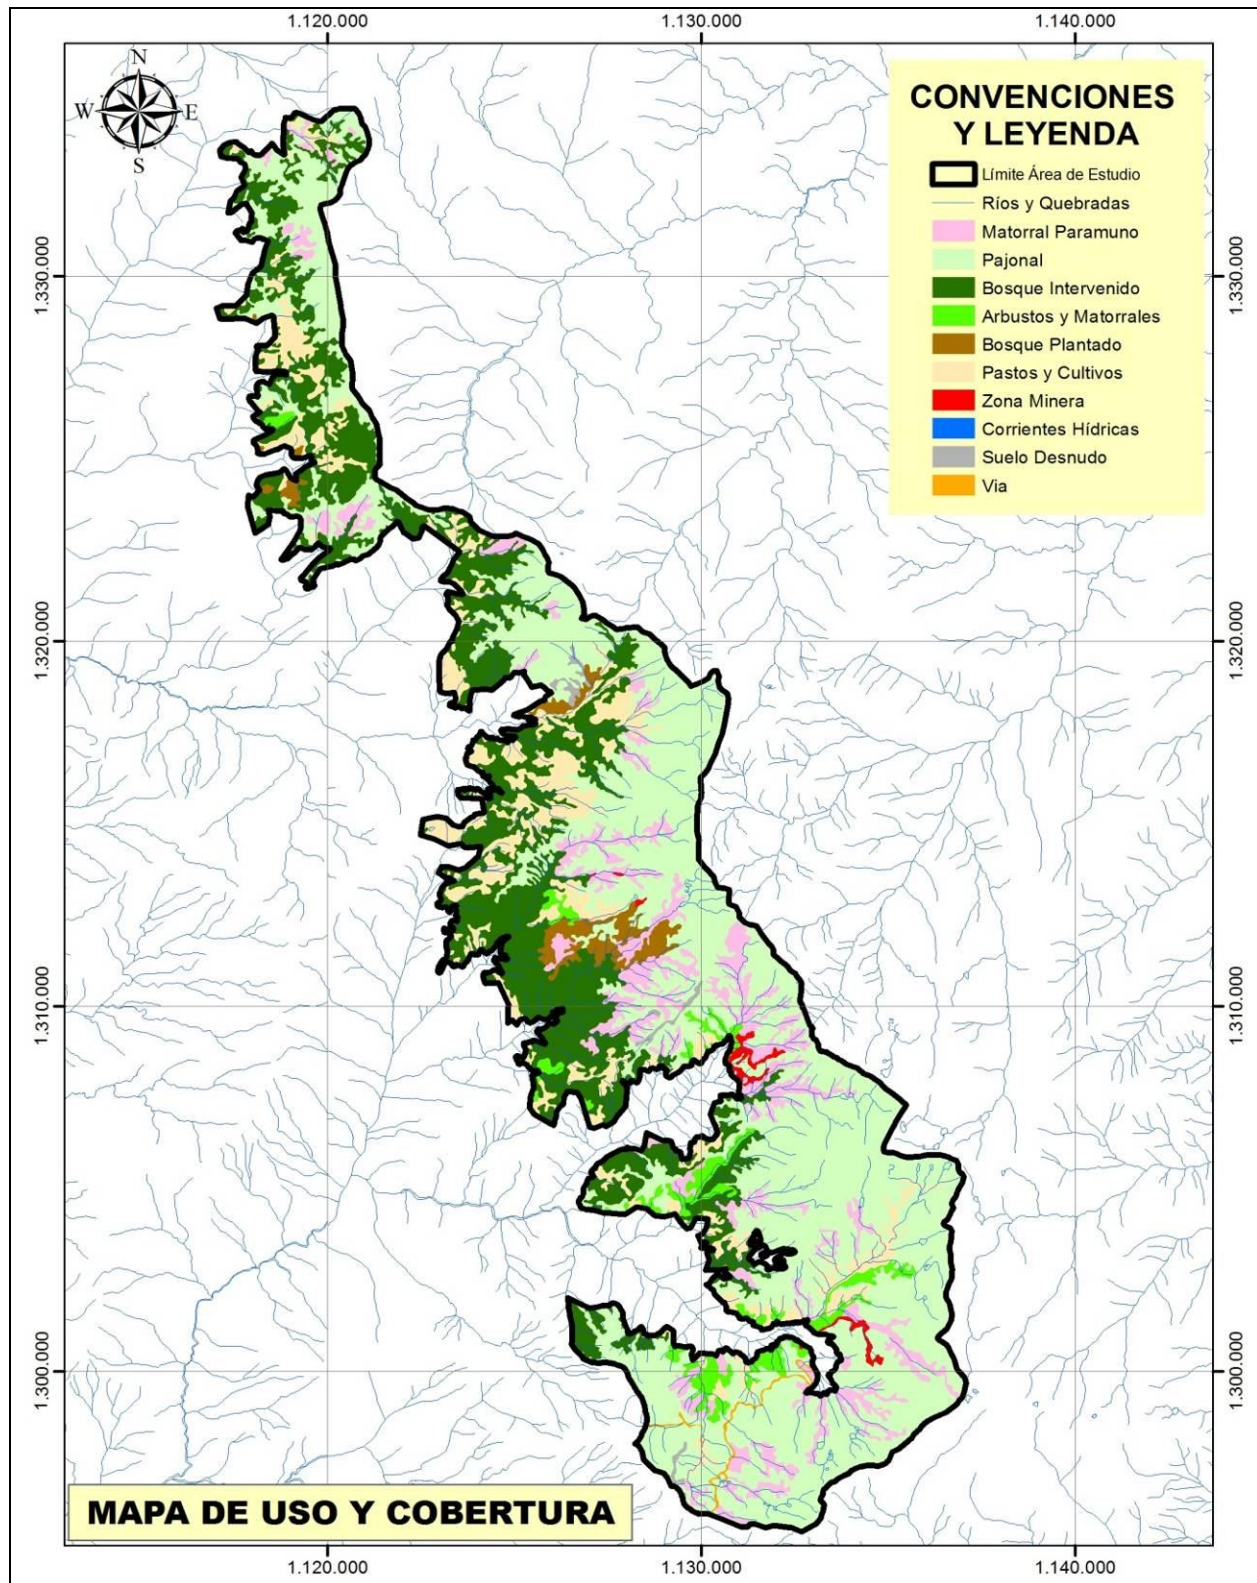 1.120.000
1.130.000
1.140.000
N
W
E
S
CONVENCIONES
Y LEYENDA
Límite Área de Estudio
Ríos y Quebradas
Matorral Paramuno
Pajonal
Bosque Intervenido
Arbustos y Matorrales
Bosque Plantado
Pastos y Cultivos
Zona Minera
Corrientes Hídricas
Suelo Desnudo
Via
1.330.000
1.330.000
1.320.000
1.320.000
1.310.000
1.310.000
1.300.000
1.300.000
MAPA DE USO Y COBERTURA
1.120.000
1.130.000
1.140.000